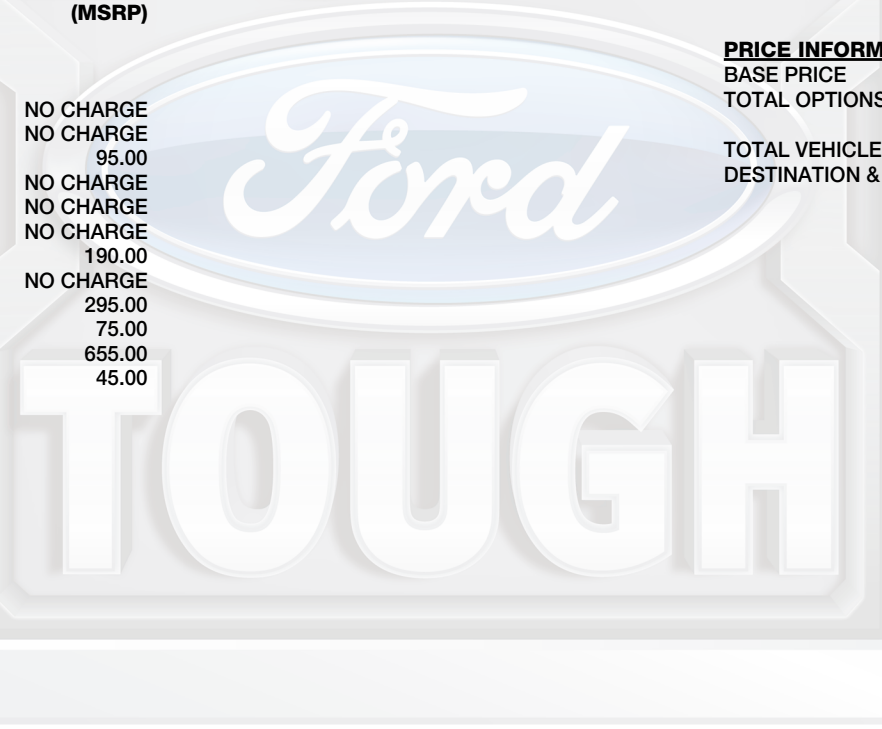 (MSRP)
NO CHARGE
NO CHARGE
95.00
NO CHARGE
NO CHARGE
NO CHARGE
190.00
NO CHARGE
295.00
75.00
655.00
45.00
PRICE INFORM
BASE PRICE
TOTAL OPTIONS
TOTAL VEHICLE
DESTINATION &
Ford
TOUGH